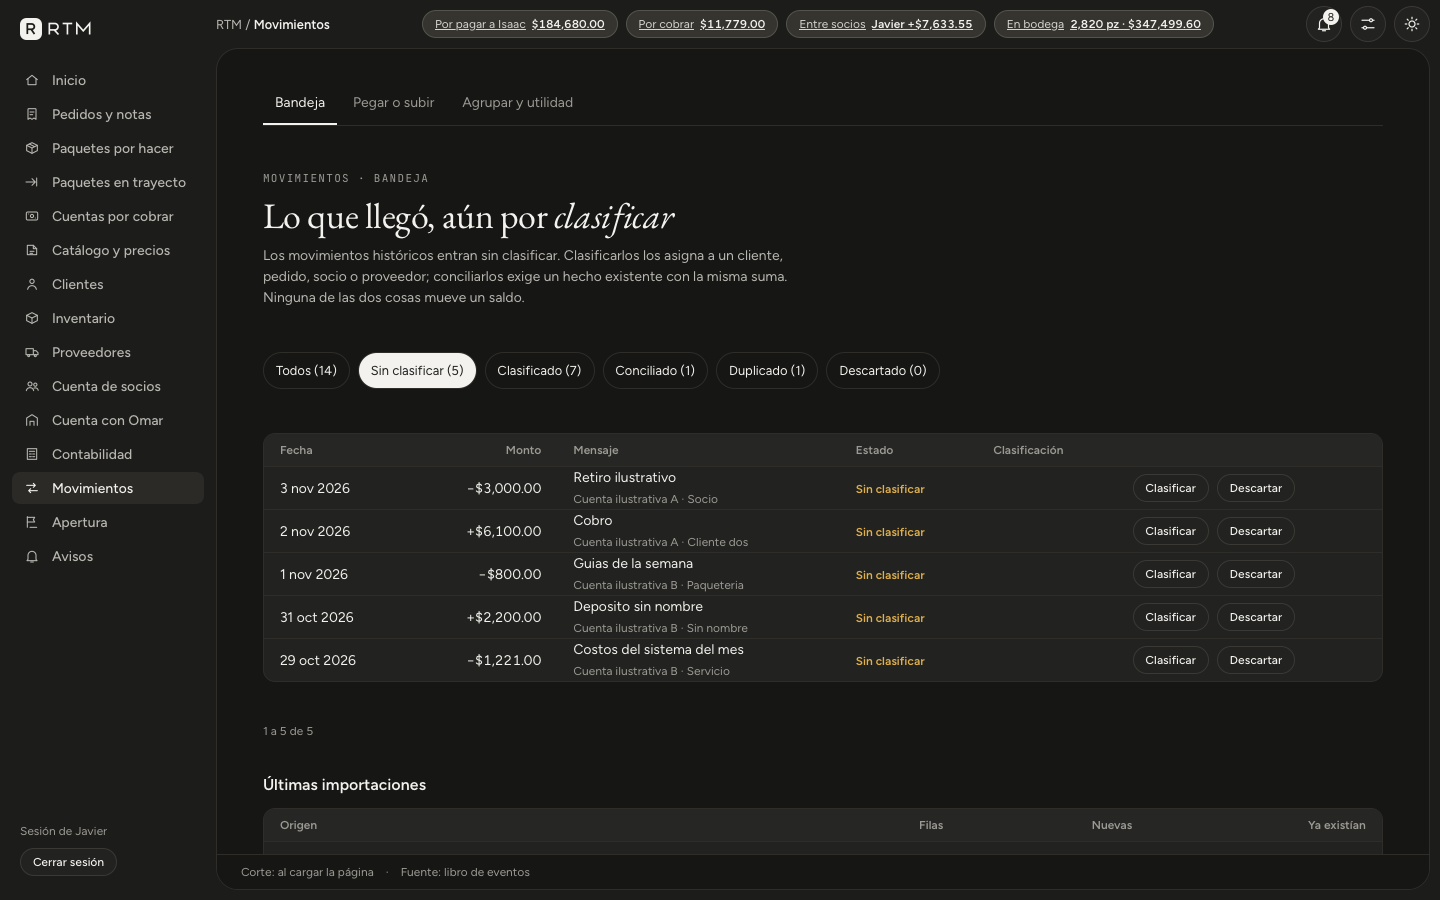 R RTM
RTM / Movimientos
Por pagar a Isaac $184,680.00
Por cobrar $11,779.00
Entre socios Javier +$7,633.55
En bodega 2,820 pz · $347,499.60
8
Inicio
Pedidos y notas
Paquetes por hacer
Paquetes en trayecto
Cuentas por cobrar
Catálogo y precios
Clientes
Inventario
Proveedores
Cuenta de socios
Cuenta con Omar
Contabilidad
Movimientos
Apertura
Avisos
Sesión de Javier
Cerrar sesión
Bandeja Pegar o subir Agrupar y utilidad
MOVIMIENTOS · BANDEJA
Lo que llegó, aún por clasificar
Los movimientos históricos entran sin clasificar. Clasificarlos los asigna a un cliente,
pedido, socio o proveedor; conciliarlos exige un hecho existente con la misma suma.
Ninguna de las dos cosas mueve un saldo.
Todos (14) Sin clasificar (5) Clasificado (7) Conciliado (1) Duplicado (1) Descartado (0)
Fecha Monto Mensaje Estado Clasificación
3 nov 2026 −$3,000.00 Retiro ilustrativo Sin clasificar Clasificar Descartar
Cuenta ilustrativa A · Socio
2 nov 2026 +$6,100.00 Cobro Sin clasificar Clasificar Descartar
Cuenta ilustrativa A · Cliente dos
1 nov 2026 −$800.00 Guias de la semana Sin clasificar Clasificar Descartar
Cuenta ilustrativa B · Paqueteria
31 oct 2026 +$2,200.00 Deposito sin nombre Sin clasificar Clasificar Descartar
Cuenta ilustrativa B · Sin nombre
29 oct 2026 −$1,221.00 Costos del sistema del mes Sin clasificar Clasificar Descartar
Cuenta ilustrativa B · Servicio
1 a 5 de 5
Últimas importaciones
Origen Filas Nuevas Ya existían
Corte: al cargar la página · Fuente: libro de eventos